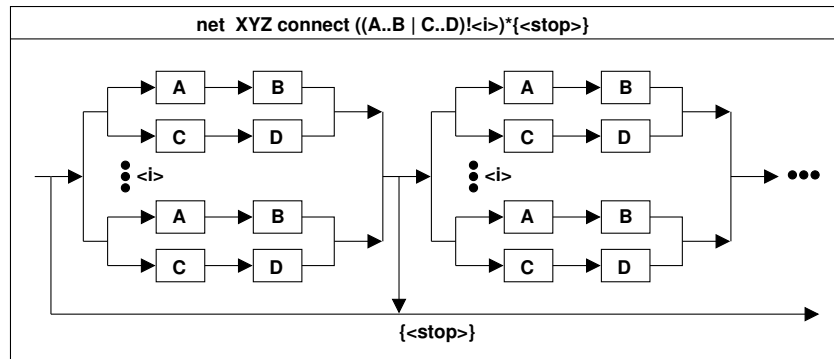 net XYZ connect ((A..B | C..D)!<i>)*{<stop>}
A B A B
C D C D
<i> <i>
A B A B
C D C D
{<stop>}